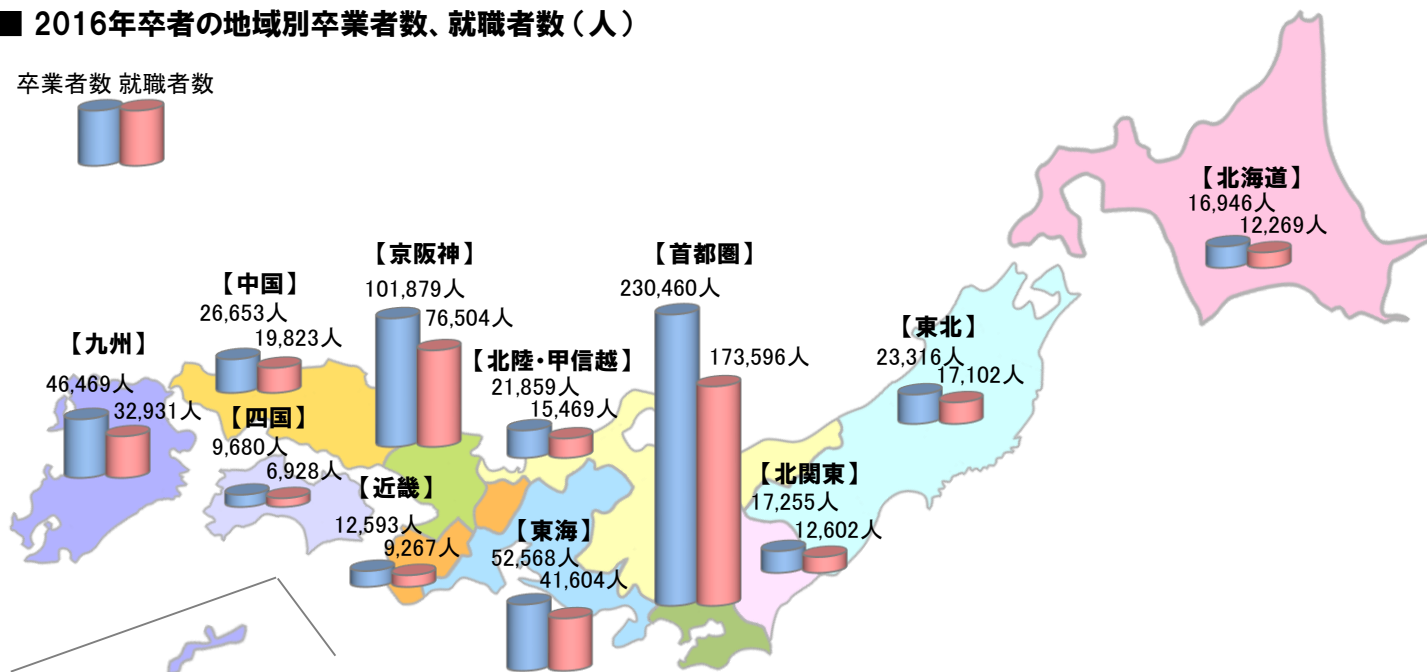 ■ 2016年卒者の地域別卒業者数、就職者数（人）
卒業者数 就職者数
【北海道】
16,946人
12,269人
【京阪神】
101,879人
76,504人
【首都圏】
230,460人
173,596人
【中国】
26,653人
19,823人
【東北】
23,316人
17,102人
【九州】
46,469人
32,931人
【北陸・甲信越】
21,859人
15,469人
【四国】
9,680人
6,928人
【北関東】
17,255人
12,602人
【近畿】
12,593人
9,267人
【東海】
52,568人
41,604人